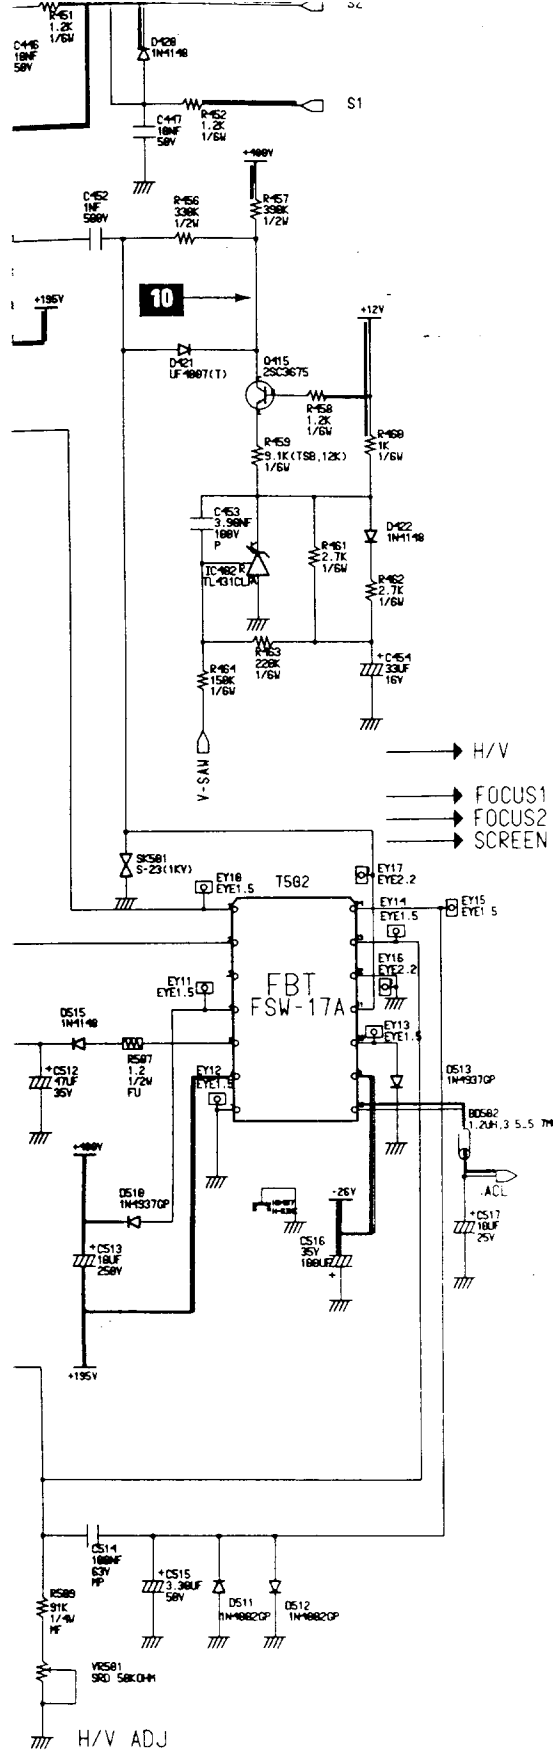 S2
R451
1.2K
1/6W
C446
10NF
50V
D420
1N4148
S1
C447
10NF
50V
R452
1.2K
1/6W
+400V
C452
1NF
500V
R456
330K
1/2W
R457
390K
1/2W
10
+195V
+12V
D421
UF4007(T)
Q415
2SC3675
R458
1.2K
1/6W
R460
1K
1/6W
R459
9.1K(TSB,12K)
1/6W
C453
3.90NF
100V
P
R461
2.7K
1/6W
D422
1N4148
IC402
TL431CLPA
R
R462
2.7K
1/6W
R463
220K
1/6W
R464
150K
1/6W
+C454
33UF
16V
V-SAW
H/V
FOCUS1
FOCUS2
SCREEN
SK501
S-23(1KV)
EY10
EYE1.5
T502
EY17
EYE2.2
EY14
EYE1.5
EY15
EYE1.5
FBT
FSW-17A
EY16
EYE2.2
EY11
EYE1.5
EY13
EYE1.5
D515
1N4148
+C512
47UF
35V
R507
1.2
1/2W
FU
EY12
EYE1.5
D513
1N4937GP
BD502
1.2UH,3.5.5 7M
+400V
D510
1N4937GP
-26V
ACL
+C513
10UF
250V
C516
35V
100UF
+
+C517
10UF
25V
+195V
C514
100NF
63V
MP
+C515
3.30UF
50V
D511
1N4002GP
D512
1N4002GP
R509
91K
1/4W
MF
VR501
SRD 50KOHM
H/V ADJ